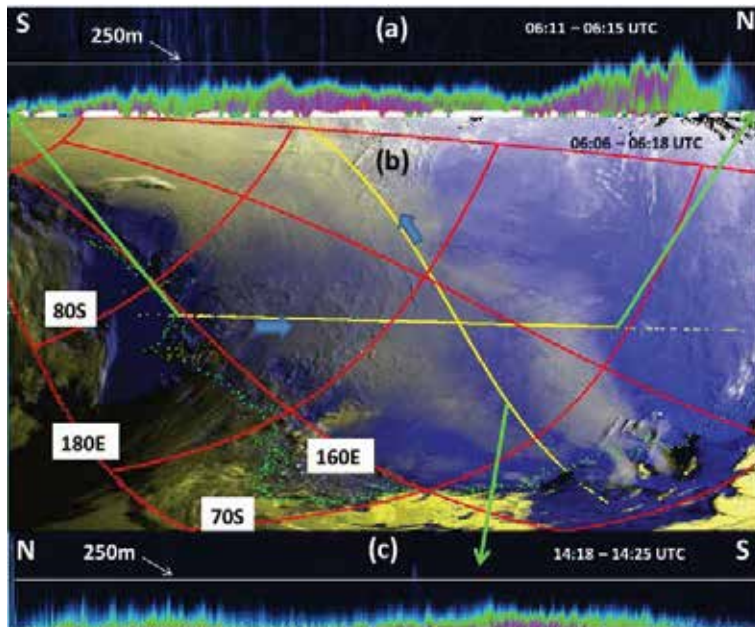 S (a) 06:11 – 06:15 UTC N
250m
06:06 – 06:18 UTC
(b)
80S
180E
160E
70S
N 250m (c) 14:18 – 14:25 UTC S